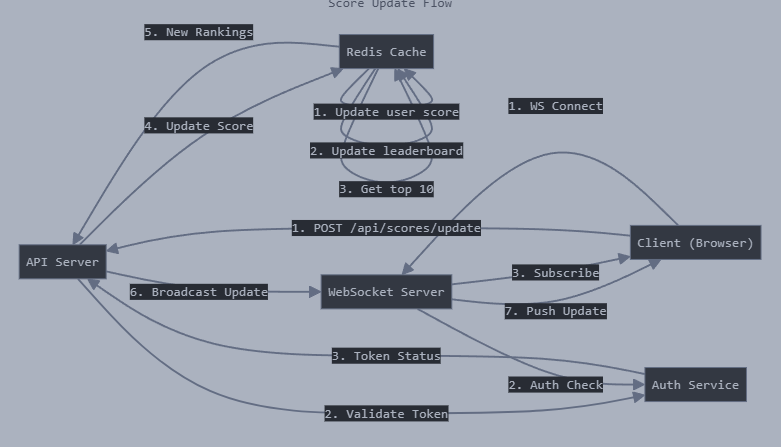 Score Update Flow
5. New Rankings
Redis Cache
1. WS Connect
1. Update user score
4. Update Score
2. Update leaderboard
3. Get top 10
1. POST /api/scores/update
Client (Browser)
API Server
3. Subscribe
6. Broadcast Update
WebSocket Server
7. Push Update
3. Token Status
2. Auth Check
Auth Service
2. Validate Token